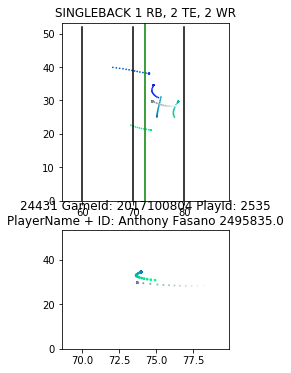 SINGLEBACK 1 RB, 2 TE, 2 WR
50
40
30
20
10
0
60 70 80
24431 GameId: 2017100804 PlayId: 2535
PlayerName + ID: Anthony Fasano 2495835.0
40
20
0
70.0 72.5 75.0 77.5